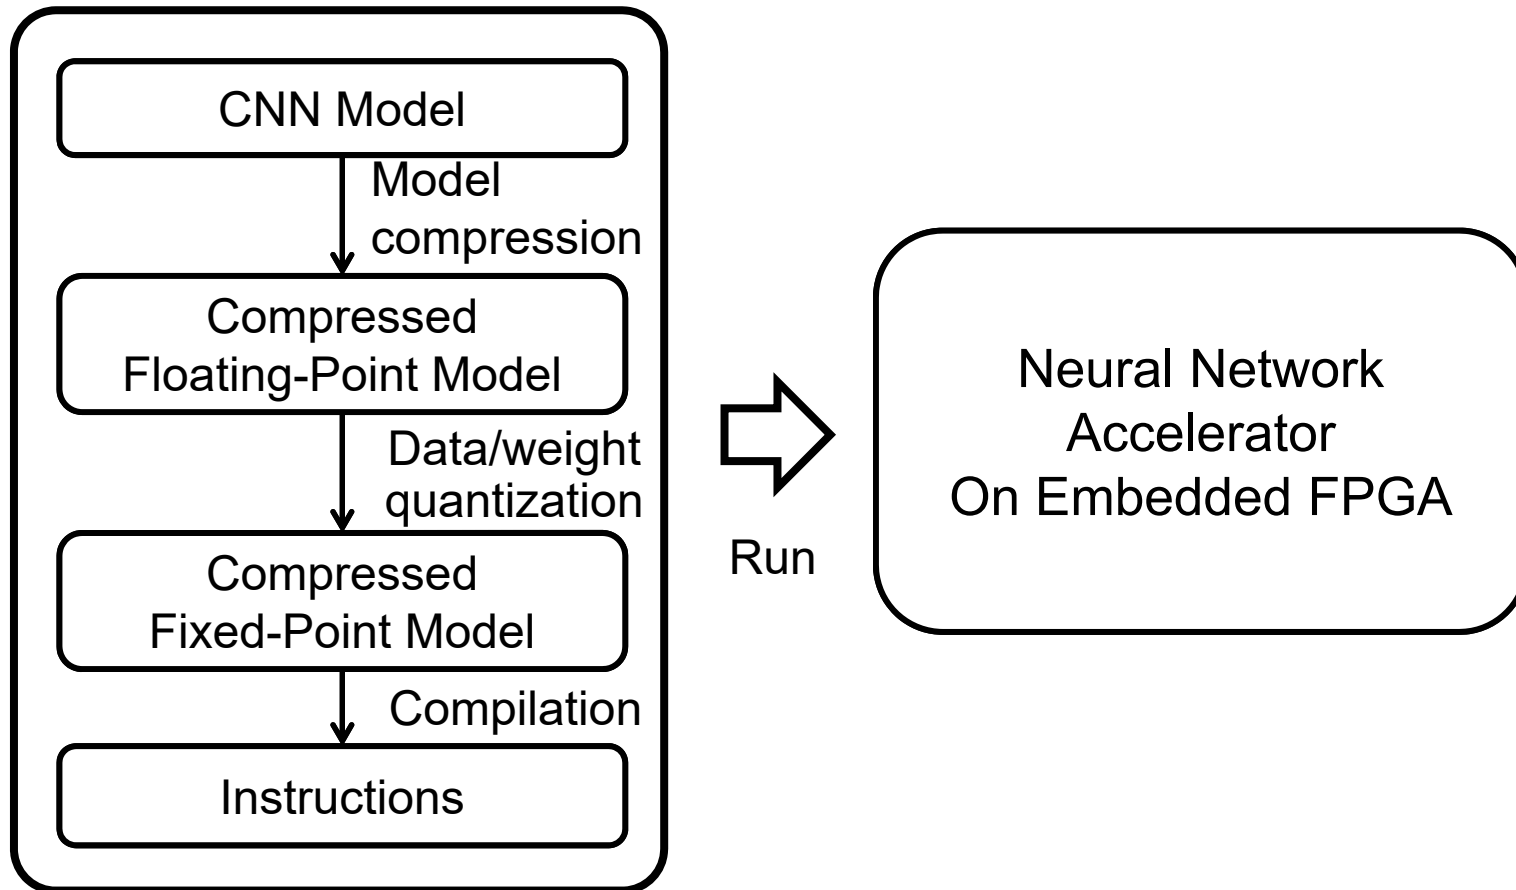 CNN Model
Model
compression
Compressed
Floating-Point Model
Data/weight
quantization
Compressed
Fixed-Point Model
Compilation
Instructions
Run
Neural Network
Accelerator
On Embedded FPGA